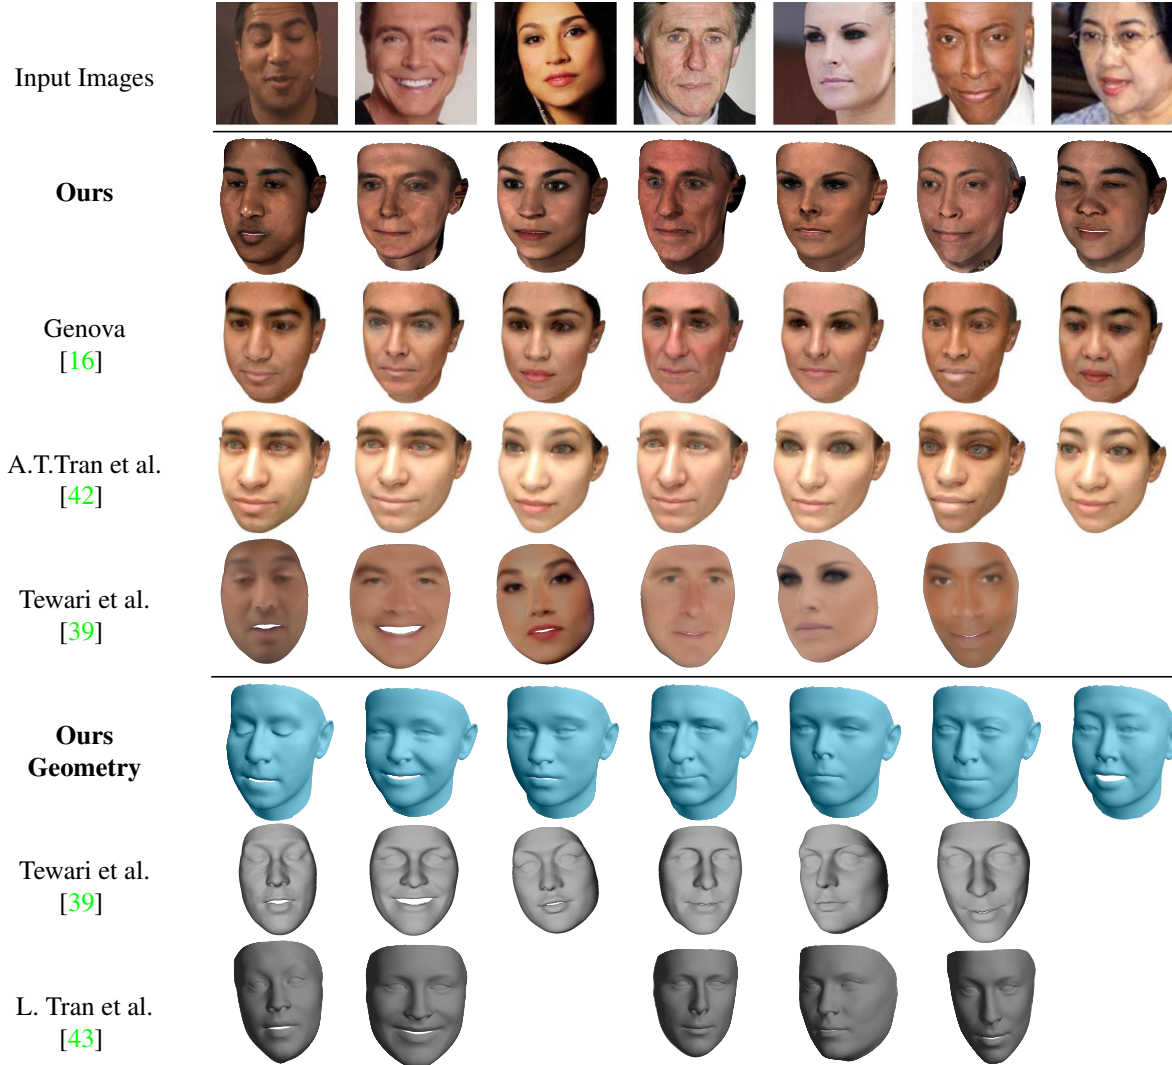 Input Images
Ours
Genova
[16]
A.T.Tran et al.
[42]
Tewari et al.
[39]
Ours
Geometry
Tewari et al.
[39]
L. Tran et al.
[43]